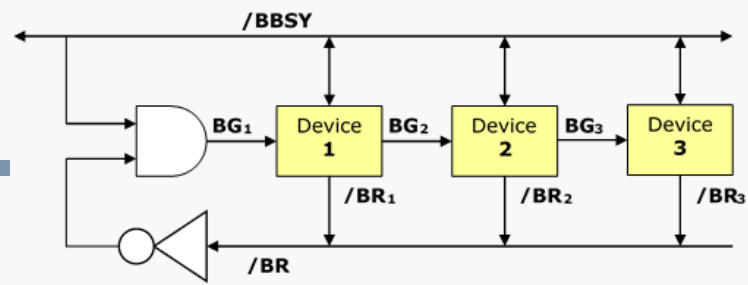 /BBSY
BG1
Device
1
BG2
Device
2
BG3
Device
3
/BR1
/BR2
/BR3
/BR